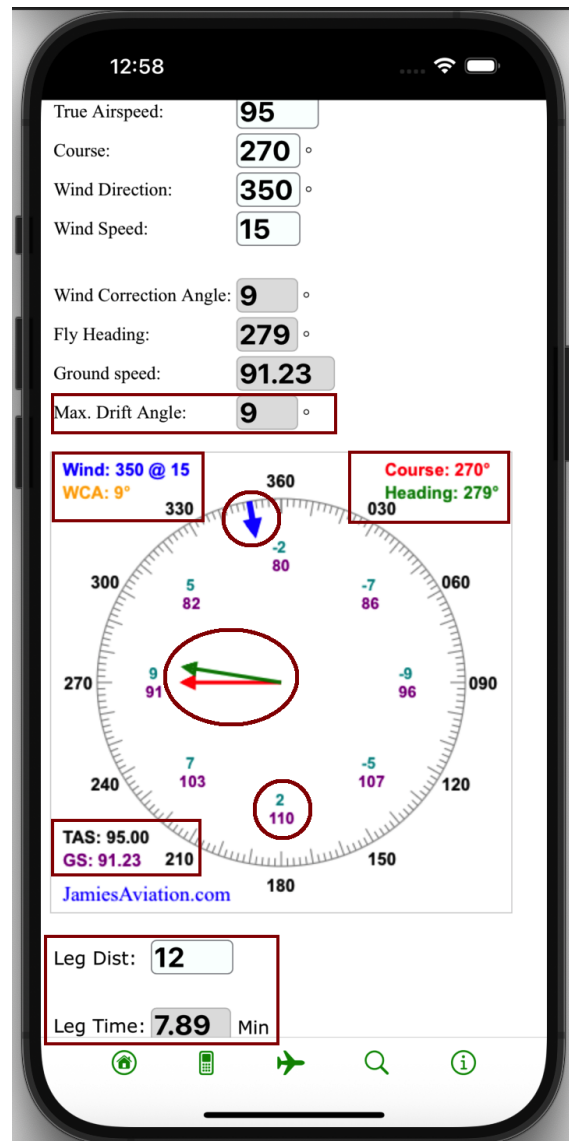 12:58
True Airspeed: 95
Course: 270 °
Wind Direction: 350 °
Wind Speed: 15
Wind Correction Angle: 9 °
Fly Heading: 279 °
Ground speed: 91.23
Max. Drift Angle: 9 °
Wind: 350 @ 15
WCA: 9°
Course: 270°
Heading: 279°
360
330
030
-2
80
300
5
82
-7
86
060
270
9
91
-9
96
090
240
7
103
-5
107
120
2
110
TAS: 95.00
GS: 91.23
210
150
180
JamiesAviation.com
Leg Dist: 12
Leg Time: 7.89 Min